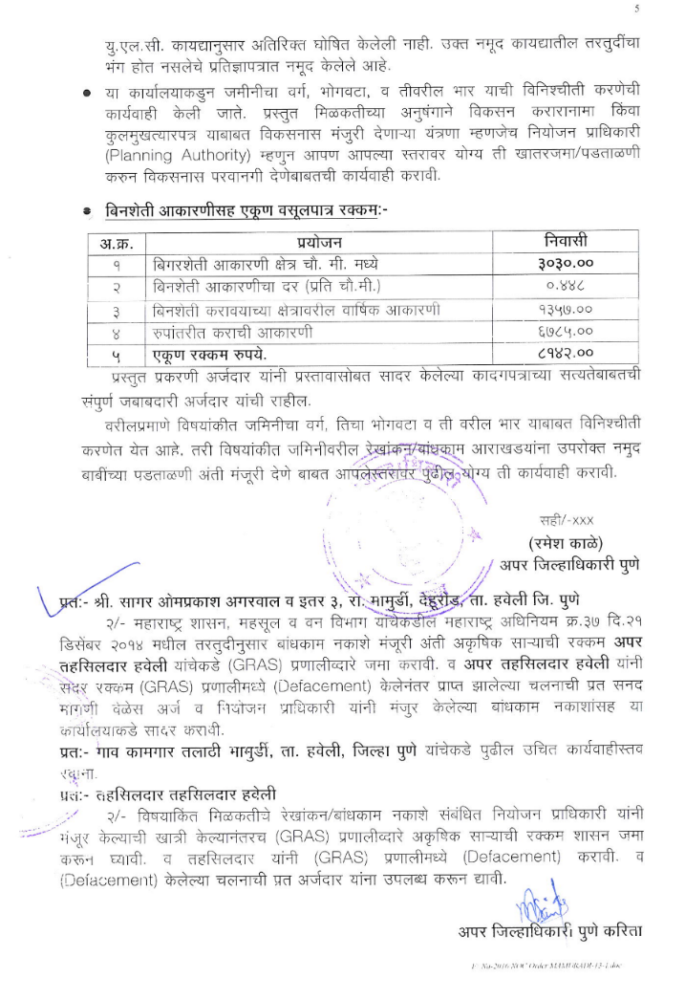 5
यु.एल.सी. कायद्यानुसार अतिरिक्त घोषित केलेली नाही. उक्त नमूद कायद्यातील तरतुदींचा
भंग होत नसलेचे प्रतिज्ञापत्रात नमूद केलेले आहे.
● या कार्यालयाकडुन जमीनीचा वर्ग, भोगवटा, व तीवरील भार याची विनिश्चीती करणेची
कार्यवाही केली जाते. प्रस्तुत मिळकतीच्या अनुषंगाने विकसन करारानामा किंवा
कुलमुखत्यारपत्र याबाबत विकसनास मंजुरी देणाऱ्या यंत्रणा म्हणजेच नियोजन प्राधिकारी
(Planning Authority) म्हणुन आपण आपल्या स्तरावर योग्य ती खातरजमा/पडताळणी
करुन विकसनास परवानगी देणेबाबतची कार्यवाही करावी.
● बिनशेती आकारणीसह एकूण वसूलपात्र रक्कम:-
अ.क्र. प्रयोजन निवासी
१ बिगरशेती आकारणी क्षेत्र चौ. मी. मध्ये ३०३०.००
२ बिनशेती आकारणीचा दर (प्रति चौ.मी.) ०.४४८
३ बिनशेती करावयाच्या क्षेत्रावरील वार्षिक आकारणी १३५७.००
४ रुपांतरीत कराची आकारणी ६७८५.००
५ एकूण रक्कम रुपये. ८१४२.००
प्रस्तुत प्रकरणी अर्जदार यांनी प्रस्तावासोबत सादर केलेल्या कादगपत्राच्या सत्यतेबाबतची
संपुर्ण जबाबदारी अर्जदार यांची राहील.
वरीलप्रमाणे विषयांकीत जमिनीचा वर्ग, तिचा भोगवटा व ती वरील भार याबाबत विनिश्चीती
करणेत येत आहे. तरी विषयांकीत जमिनीवरील रेखांकन/बांधकाम आराखडयांना उपरोक्त नमुद
बाबींच्या पडताळणी अंती मंजूरी देणे बाबत आपलेस्तरावर पुढील योग्य ती कार्यवाही करावी.
सही/-xxx
(रमेश काळे)
अपर जिल्हाधिकारी पुणे
प्रत:- श्री. सागर ओमप्रकाश अगरवाल व इतर ३, रा. मामुर्डी, देहूरोड, ता. हवेली जि. पुणे
२/- महाराष्ट्र शासन, महसूल व वन विभाग यांचेकडील महाराष्ट्र अधिनियम क्र.३७ दि.२१
डिसेंबर २०१४ मधील तरतुदीनुसार बांधकाम नकाशे मंजूरी अंती अकृषिक साऱ्याची रक्कम अपर
तहसिलदार हवेली यांचेकडे (GRAS) प्रणालीव्दारे जमा करावी. व अपर तहसिलदार हवेली यांनी
सदर रक्कम (GRAS) प्रणालीमध्ये (Defacement) केलेनंतर प्राप्त झालेल्या चलनाची प्रत सनद
मागणी वेळेस अर्ज व नियोजन प्राधिकारी यांनी मंजुर केलेल्या बांधकाम नकाशांसह या
कार्यालयाकडे सादर करावी.
प्रत:- गाव कामगार तलाठी मामुर्डी, ता. हवेली, जिल्हा पुणे यांचेकडे पुढील उचित कार्यवाहीस्तव
रवाना.
प्रत:- तहसिलदार तहसिलदार हवेली
२/- विषयाकिंत मिळकतीचे रेखांकन/बांधकाम नकाशे संबंधित नियोजन प्राधिकारी यांनी
मंजूर केल्याची खात्री केल्यानंतरच (GRAS) प्रणालीव्दारे अकृषिक साऱ्याची रक्कम शासन जमा
करून घ्यावी. व तहसिलदार यांनी (GRAS) प्रणालीमध्ये (Defacement) करावी. व
(Defacement) केलेल्या चलनाची प्रत अर्जदार यांना उपलब्ध करून द्यावी.
अपर जिल्हाधिकारी पुणे करिता